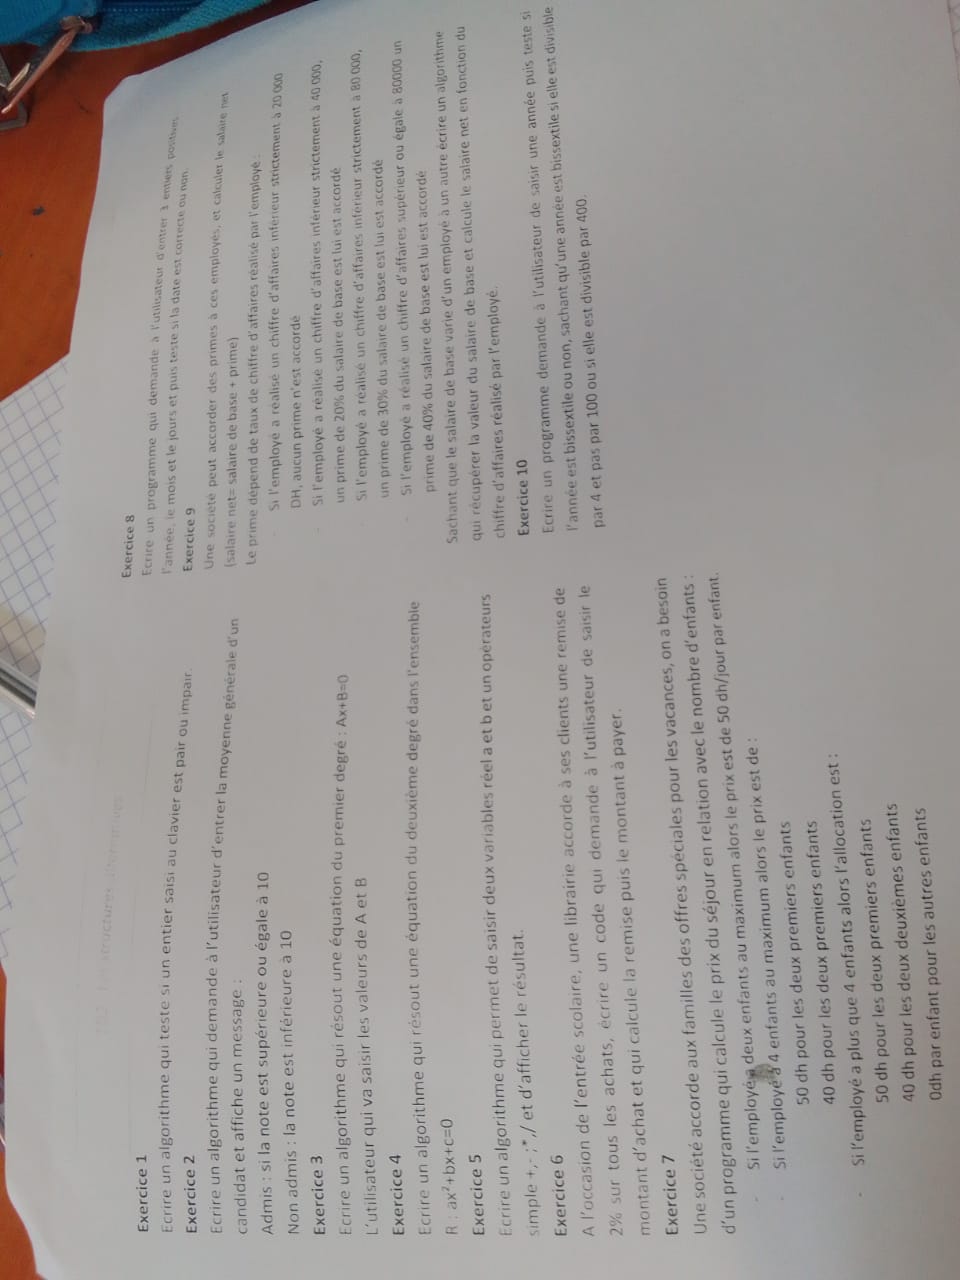 structures alternatives
Exercice 1
Ecrire un algorithme qui teste si un entier saisi au clavier est pair ou impair.
Exercice 2
Ecrire un algorithme qui demande à l'utilisateur d'entrer la moyenne générale d'un
candidat et affiche un message :
Admis : si la note est supérieure ou égale à 10
Non admis : la note est inférieure à 10
Exercice 3
Ecrire un algorithme qui résout une équation du premier degré : Ax+B=0
L'utilisateur qui va saisir les valeurs de A et B
Exercice 4
Ecrire un algorithme qui résout une équation du deuxième degré dans l'ensemble
R : ax²+bx+c=0
Exercice 5
Ecrire un algorithme qui permet de saisir deux variables réel a et b et un opérateurs
simple +,- ;* ,/ et d'afficher le résultat.
Exercice 6
A l'occasion de l'entrée scolaire, une librairie accorde à ses clients une remise de
2% sur tous les achats, écrire un code qui demande à l'utilisateur de saisir le
montant d'achat et qui calcule la remise puis le montant à payer.
Exercice 7
Une société accorde aux familles des offres spéciales pour les vacances, on a besoin
d'un programme qui calcule le prix du séjour en relation avec le nombre d'enfants :
- Si l'employé a deux enfants au maximum alors le prix est de 50 dh/jour par enfant.
- Si l'employé a 4 enfants au maximum alors le prix est de :
50 dh pour les deux premiers enfants
40 dh pour les deux premiers enfants
- Si l'employé a plus que 4 enfants alors l'allocation est :
50 dh pour les deux premiers enfants
40 dh pour les deux deuxièmes enfants
0dh par enfant pour les autres enfants
Exercice 8
Ecrire un programme qui demande à l'utilisateur d'entrer 3 entiers positives
l'année, le mois et le jours et puis teste si la date est correcte ou non.
Exercice 9
Une société peut accorder des primes à ces employés, et calculer le salaire net
(salaire net= salaire de base + prime)
Le prime dépend de taux de chiffre d'affaires réalisé par l'employé :
Si l'employé a réalisé un chiffre d'affaires inférieur strictement à 20 000
DH, aucun prime n'est accordé
- Si l'employé a réalisé un chiffre d'affaires inférieur strictement à 40 000,
un prime de 20% du salaire de base est lui est accordé
- Si l'employé a réalisé un chiffre d'affaires inférieur strictement à 80 000,
un prime de 30% du salaire de base est lui est accordé
- Si l'employé a réalisé un chiffre d'affaires supérieur ou égale à 80000 un
prime de 40% du salaire de base est lui est accordé
Sachant que le salaire de base varie d'un employé à un autre écrire un algorithme
qui récupérer la valeur du salaire de base et calcule le salaire net en fonction du
chiffre d'affaires réalisé par l'employé.
Exercice 10
Ecrire un programme demande à l'utilisateur de saisir une année puis teste si
l'année est bissextile ou non, sachant qu'une année est bissextile si elle est divisible
par 4 et pas par 100 ou si elle est divisible par 400.